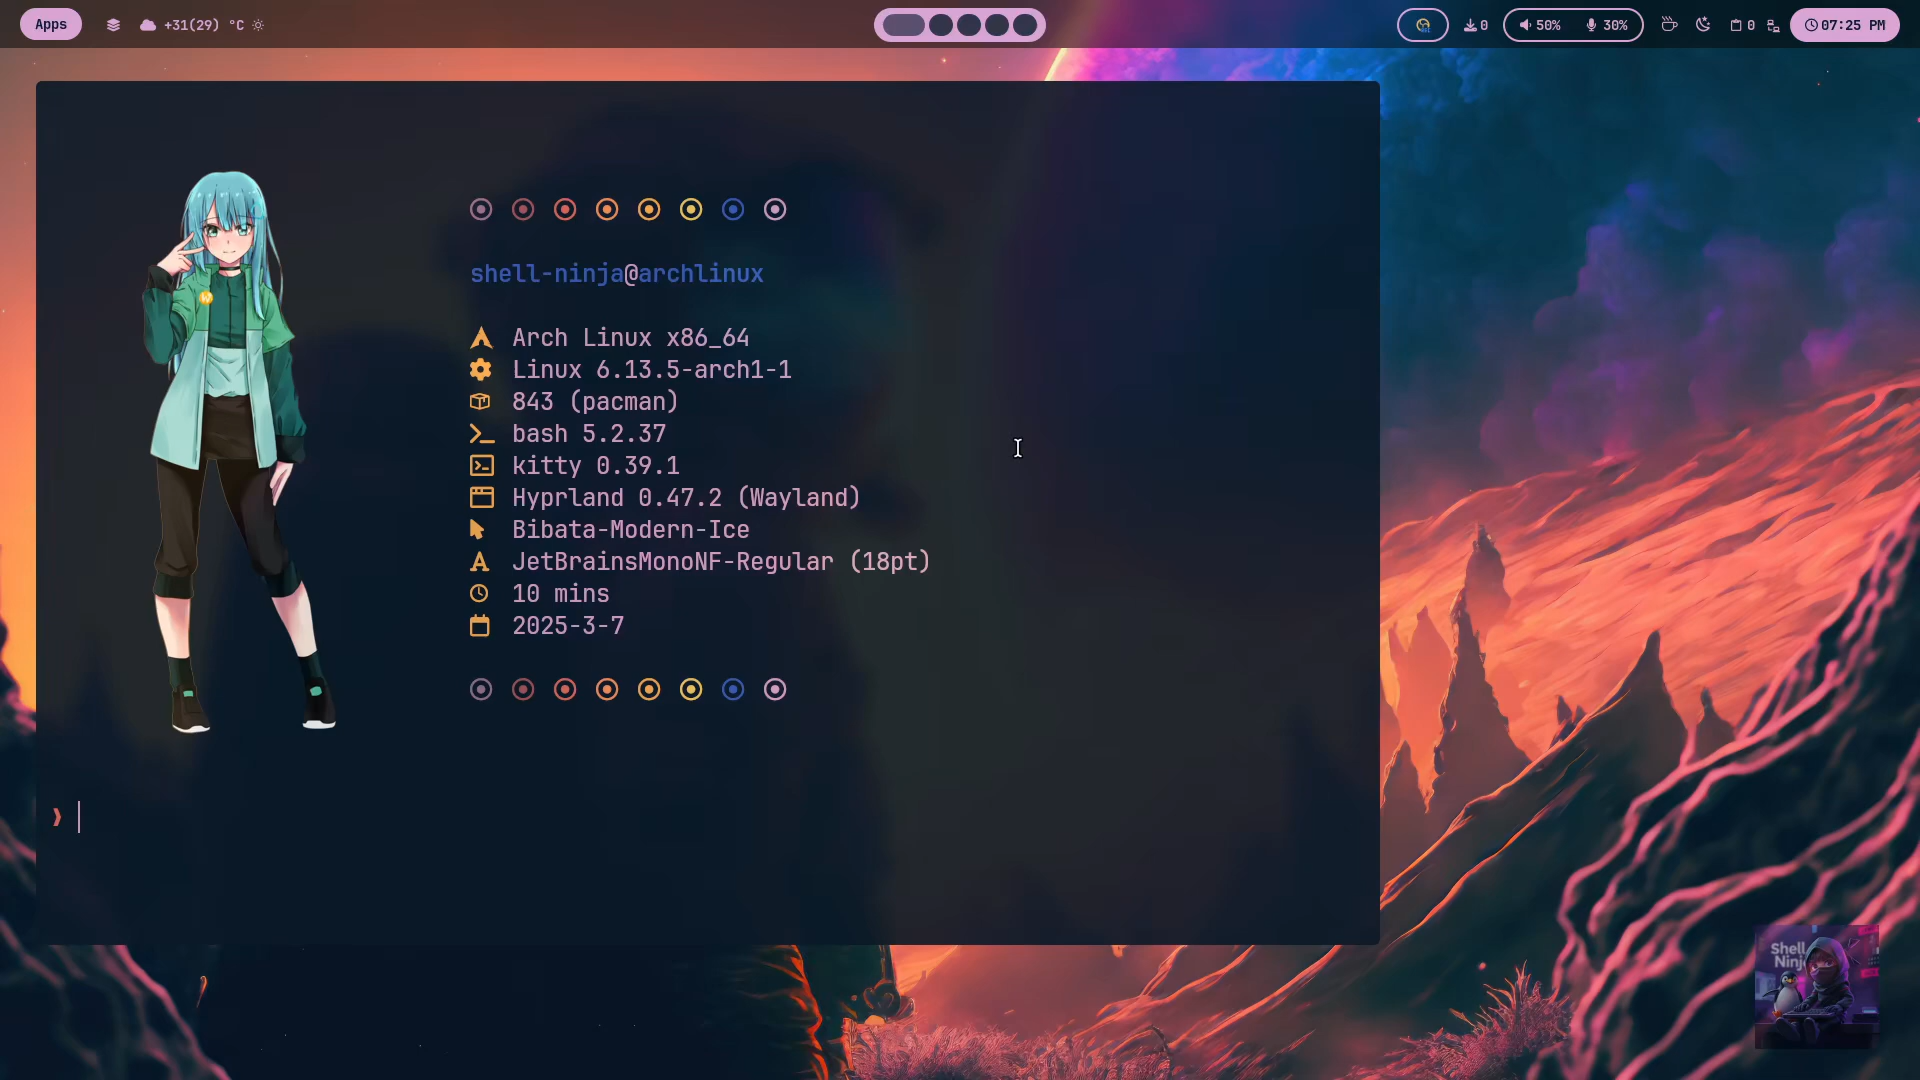 Apps
+31(29) °C
0
50% 30%
0
07:25 PM
shell-ninja@archlinux
Arch Linux x86_64
Linux 6.13.5-arch1-1
843 (pacman)
bash 5.2.37
kitty 0.39.1
Hyprland 0.47.2 (Wayland)
Bibata-Modern-Ice
JetBrainsMonoNF-Regular (18pt)
10 mins
2025-3-7
❱
Shell
Ninja